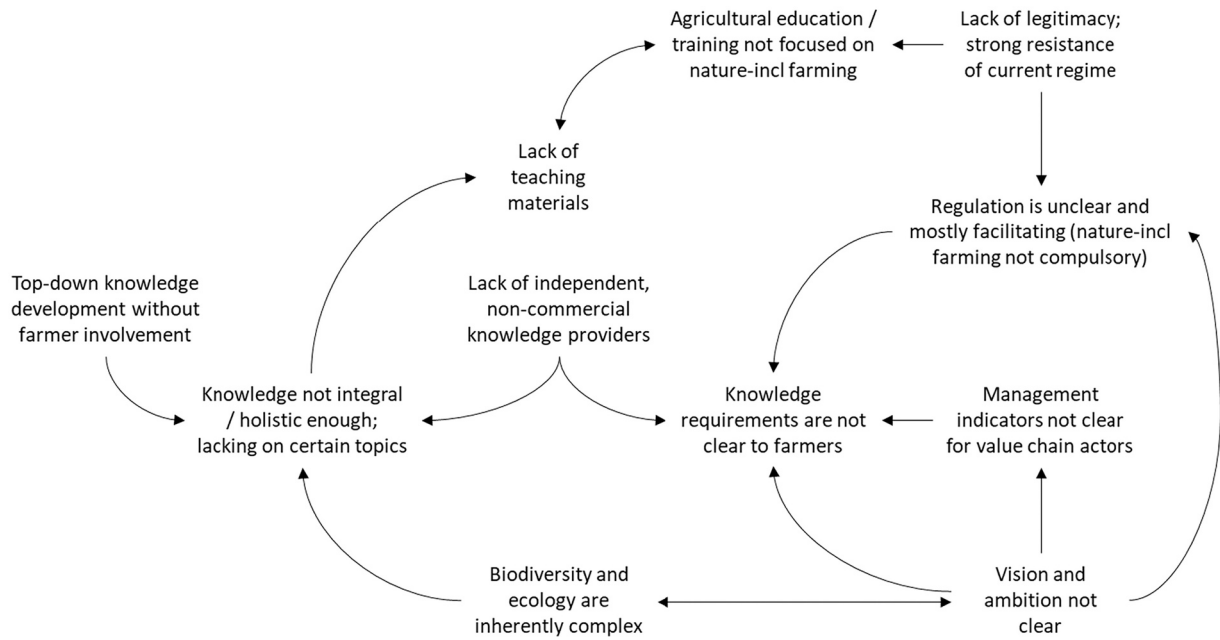 Agricultural education /
training not focused on
nature-incl farming
Lack of legitimacy;
strong resistance
of current regime
Lack of
teaching
materials
Regulation is unclear and
mostly facilitating (nature-incl
farming not compulsory)
Top-down knowledge
development without
farmer involvement
Lack of independent,
non-commercial
knowledge providers
Knowledge not integral
/ holistic enough;
lacking on certain topics
Knowledge
requirements are not
clear to farmers
Management
indicators not clear
for value chain actors
Biodiversity and
ecology are
inherently complex
Vision and
ambition not
clear